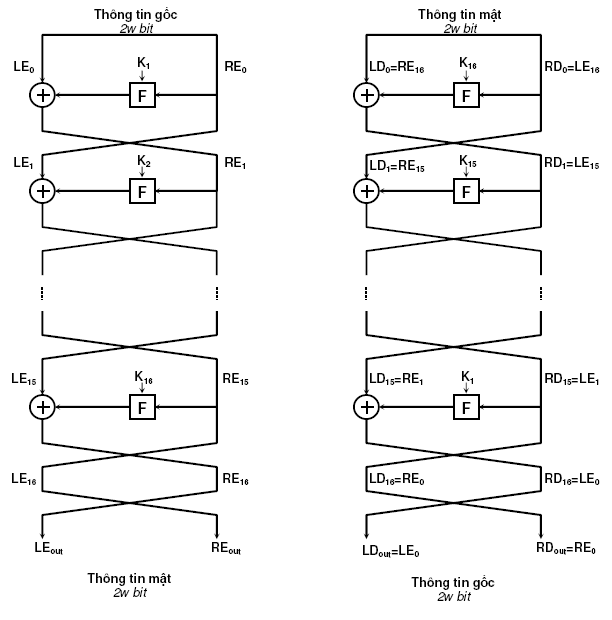 Thông tin gốc
2w bit
LE0
K1
RE0
F
LE1
K2
RE1
F
LE15
K16
RE15
F
LE16
RE16
LEout
REout
Thông tin mật
2w bit
Thông tin mật
2w bit
LD0=RE16
K16
RD0=LE16
F
LD1=RE15
K15
RD1=LE15
F
LD15=RE1
K1
RD15=LE1
F
LD16=RE0
RD16=LE0
LDout=LE0
RDout=RE0
Thông tin gốc
2w bit